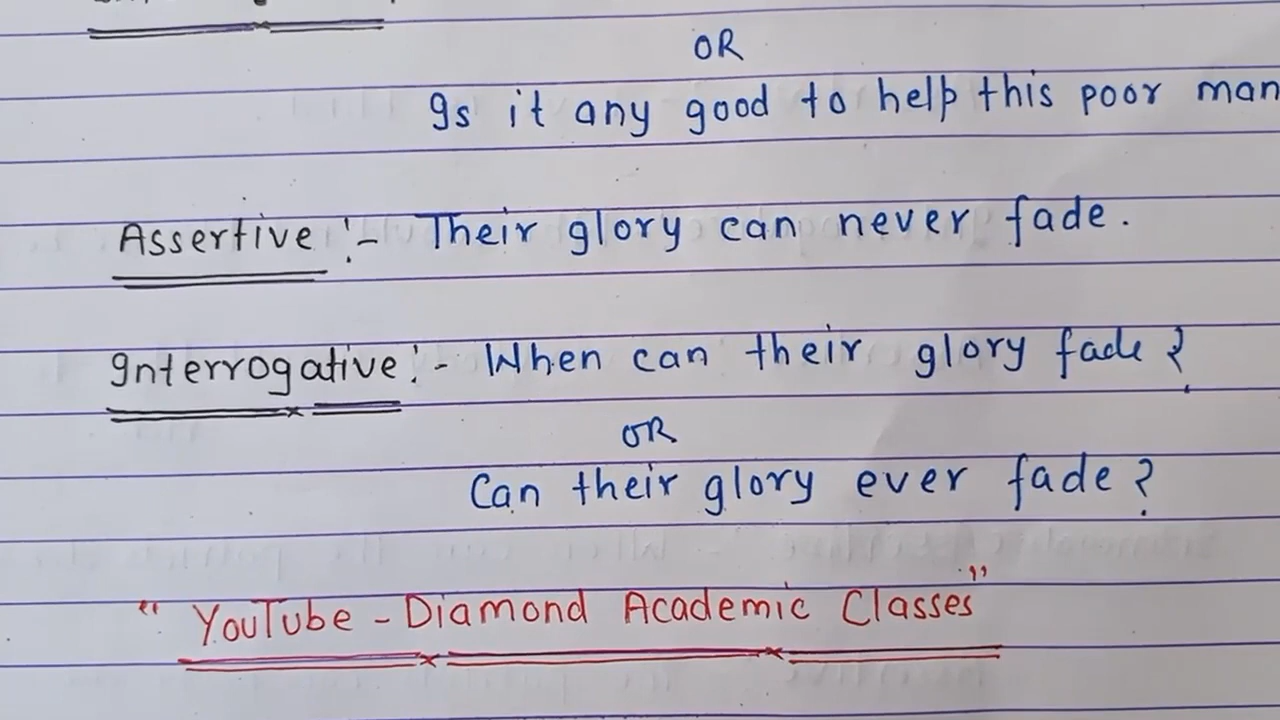 OR
Is it any good to help this poor man
Assertive :- Their glory can never fade.
Interrogative :- When can their glory fade ?
OR
Can their glory ever fade ?
" YouTube - Diamond Academic Classes "